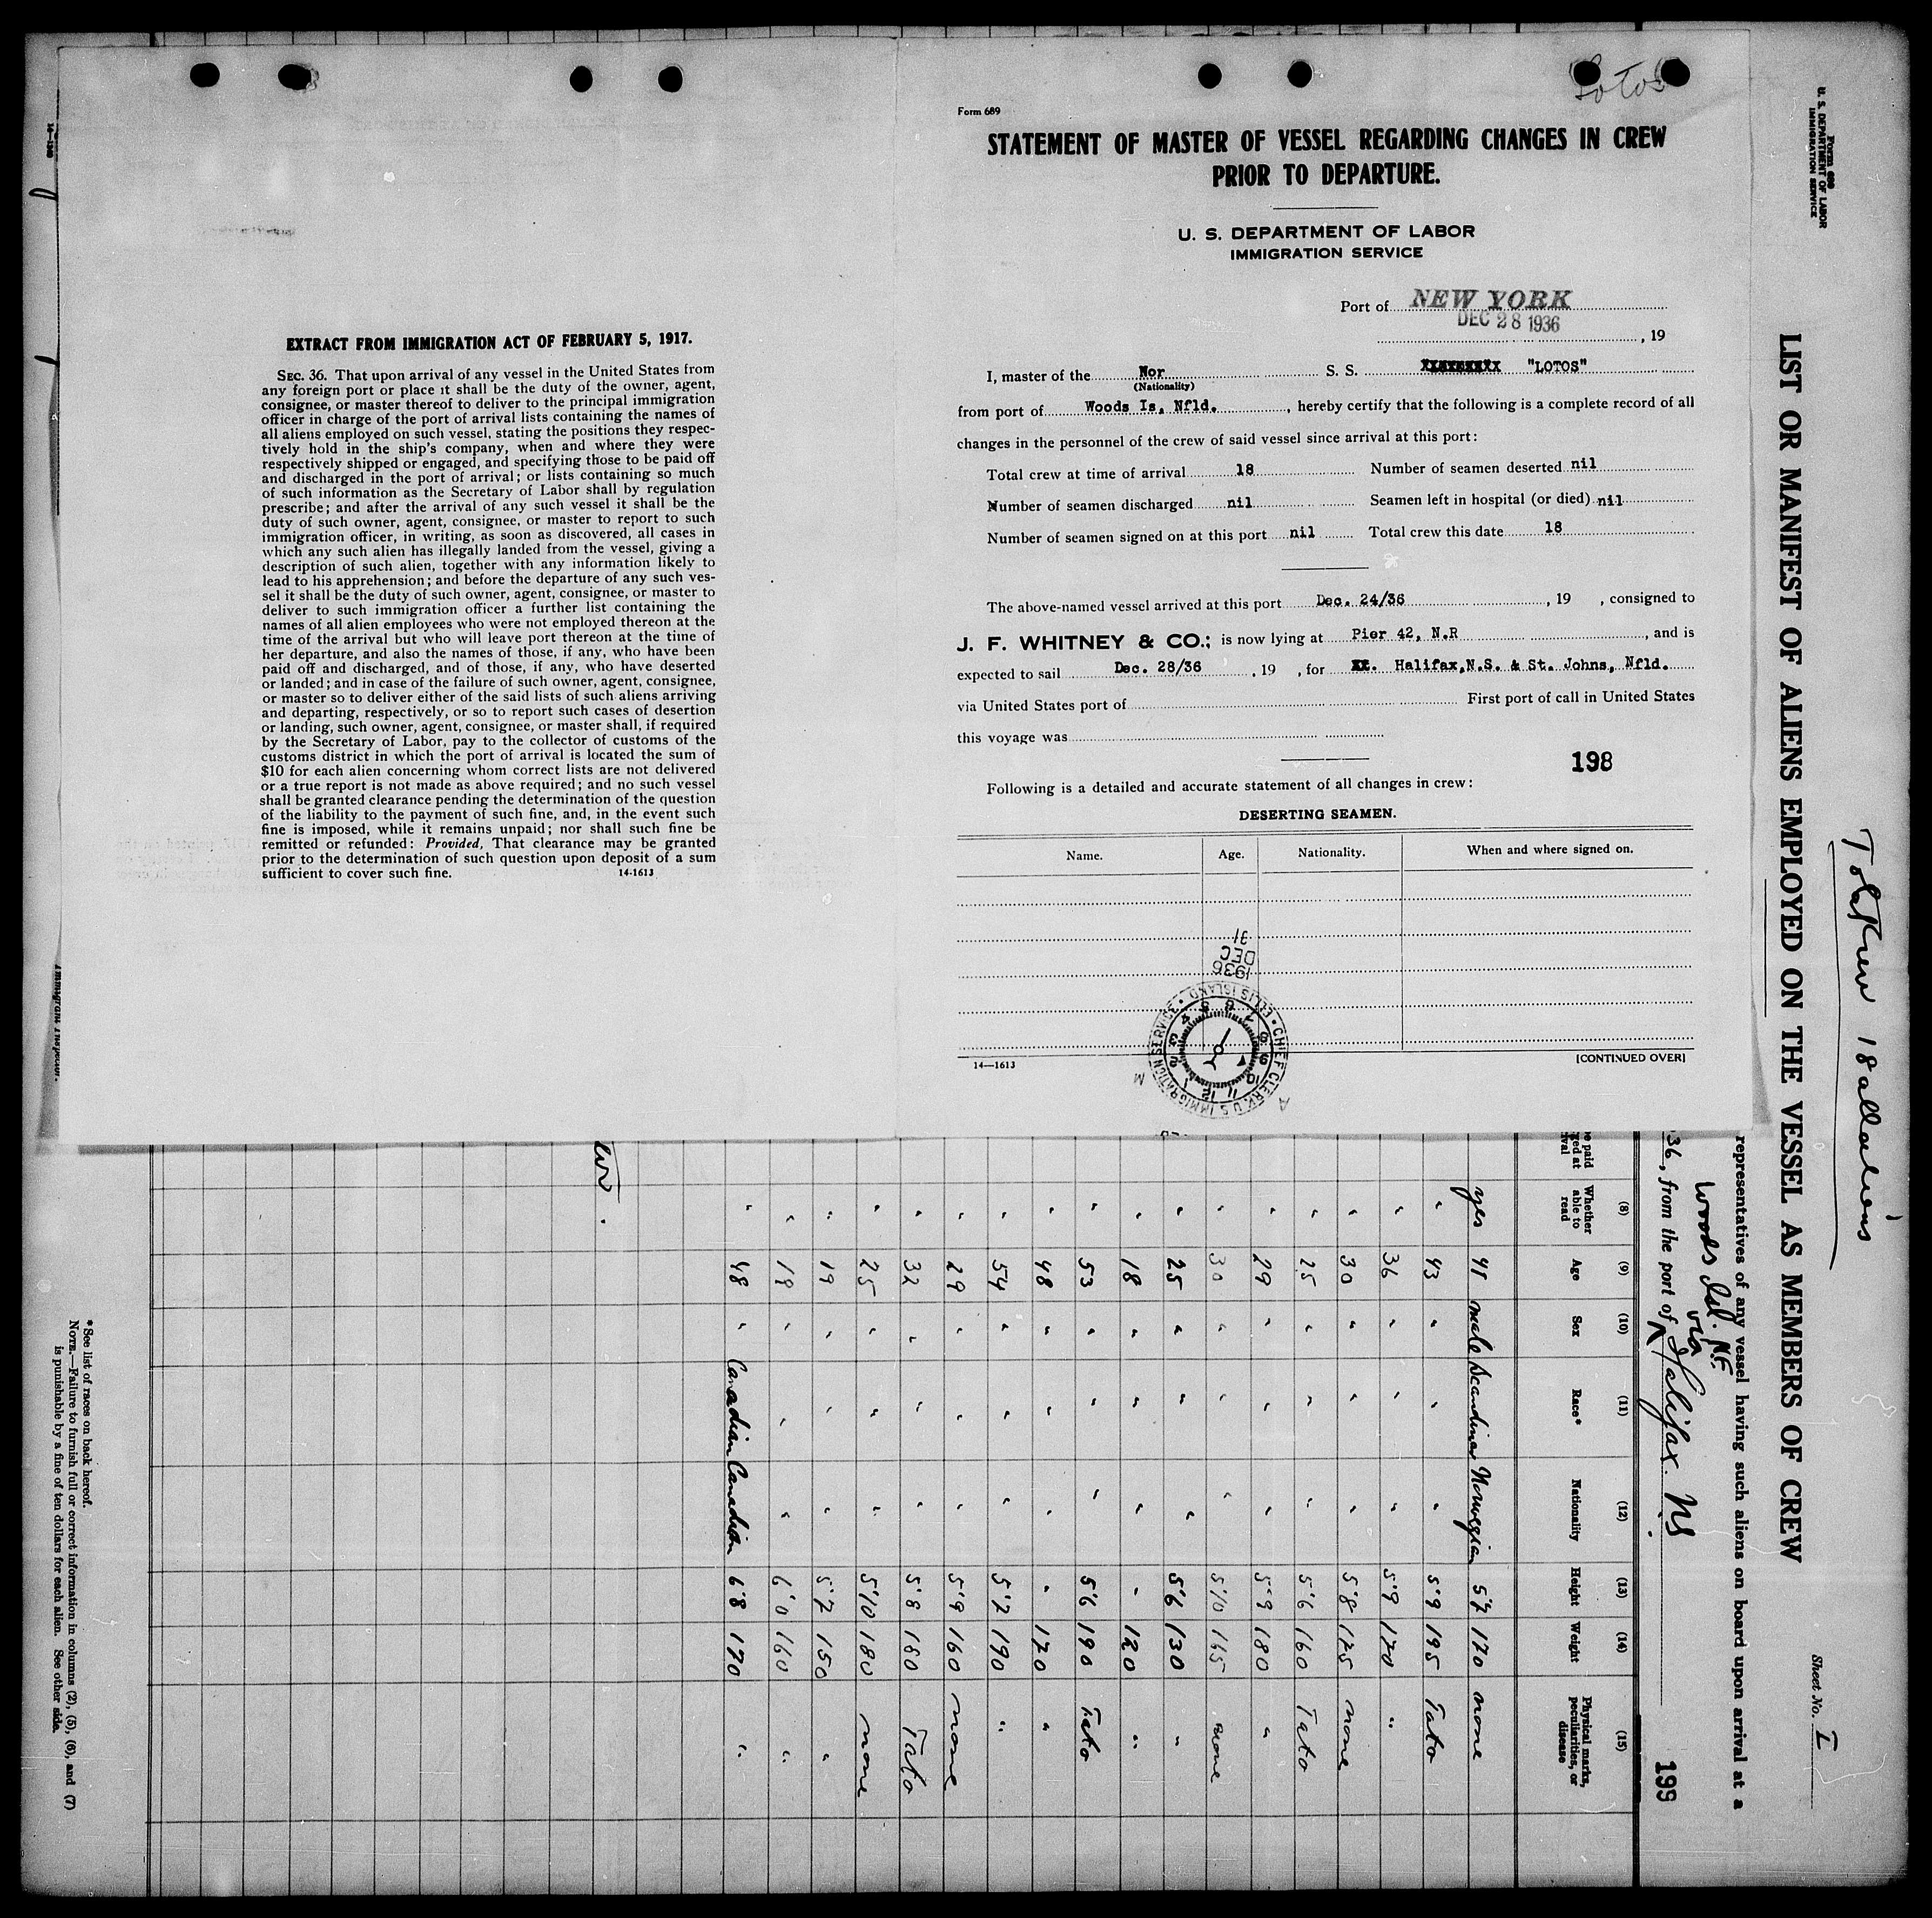 Lotos
Form 689
STATEMENT OF MASTER OF VESSEL REGARDING CHANGES IN CREW
PRIOR TO DEPARTURE.
U. S. DEPARTMENT OF LABOR
IMMIGRATION SERVICE
Port of NEW YORK
DEC 28 1936 , 19
I, master of the Nor S. S. "LOTOS"
(Nationality)
from port of Woods Is, Nfld. , hereby certify that the following is a complete record of all
changes in the personnel of the crew of said vessel since arrival at this port:
Total crew at time of arrival 18 Number of seamen deserted nil
Number of seamen discharged nil Seamen left in hospital (or died) nil
Number of seamen signed on at this port nil Total crew this date 18
The above-named vessel arrived at this port Dec. 24/36 , 19 , consigned to
J. F. WHITNEY & CO.; is now lying at Pier 42, N.R , and is
expected to sail Dec. 28/36 , 19 , for Halifax,N.S. & St. Johns, Nfld.
via United States port of First port of call in United States
this voyage was
198
Following is a detailed and accurate statement of all changes in crew:
DESERTING SEAMEN.
Name. Age. Nationality. When and where signed on.
31
DEC
1936
CHIEF CLERK U S IMMIGRATION SERVICE • ELLIS ISLAND •
14—1613 [CONTINUED OVER]
EXTRACT FROM IMMIGRATION ACT OF FEBRUARY 5, 1917.
SEC. 36. That upon arrival of any vessel in the United States from
any foreign port or place it shall be the duty of the owner, agent,
consignee, or master thereof to deliver to the principal immigration
officer in charge of the port of arrival lists containing the names of
all aliens employed on such vessel, stating the positions they respec-
tively hold in the ship's company, when and where they were
respectively shipped or engaged, and specifying those to be paid off
and discharged in the port of arrival; or lists containing so much
of such information as the Secretary of Labor shall by regulation
prescribe; and after the arrival of any such vessel it shall be the
duty of such owner, agent, consignee, or master to report to such
immigration officer, in writing, as soon as discovered, all cases in
which any such alien has illegally landed from the vessel, giving a
description of such alien, together with any information likely to
lead to his apprehension; and before the departure of any such ves-
sel it shall be the duty of such owner, agent, consignee, or master to
deliver to such immigration officer a further list containing the
names of all alien employees who were not employed thereon at the
time of the arrival but who will leave port thereon at the time of
her departure, and also the names of those, if any, who have been
paid off and discharged, and of those, if any, who have deserted
or landed; and in case of the failure of such owner, agent, consignee,
or master so to deliver either of the said lists of such aliens arriving
and departing, respectively, or so to report such cases of desertion
or landing, such owner, agent, consignee, or master shall, if required
by the Secretary of Labor, pay to the collector of customs of the
customs district in which the port of arrival is located the sum of
$10 for each alien concerning whom correct lists are not delivered
or a true report is not made as above required; and no such vessel
shall be granted clearance pending the determination of the question
of the liability to the payment of such fine, and, in the event such
fine is imposed, while it remains unpaid; nor shall such fine be
remitted or refunded: Provided, That clearance may be granted
prior to the determination of such question upon deposit of a sum
sufficient to cover such fine. 14-1613
Form 689
U. S. DEPARTMENT OF LABOR
IMMIGRATION SERVICE
18 all aliens
Sheet No. I
LIST OR MANIFEST OF ALIENS EMPLOYED ON THE VESSEL AS MEMBERS OF CREW
representatives of any vessel having such aliens on board upon arrival at a
Woods Isl. N.F.
via
36, from the port of Halifax. NS
199
(8) (9) (10) (11) (12) (13) (14) (15)
Whether able to read Age Sex Race* Nationality Height Weight Physical marks, peculiarities, or disease
yes 41 male Scandinav Norwegian 5'7 170 none
" 43 " " " 5'9 195 Tato
" 36 " " " 5'9 170 "
" 30 " " " 5'8 175 none
" 25 " " " 5'6 160 Tato
" 29 " " " 5'9 180 "
" 30 " " " 5'10 165 none
" 25 " " " 5'6 130 "
" 18 " " " " 120 "
" 53 " " " 5'6 190 Tato
" 48 " " " " 170 "
" 54 " " " 5'7 190 "
" 29 " " " 5'9 160 none
" 32 " " " 5'8 160 Tato
" 25 " " " 5'10 180 none
" 19 " " " 5'7 150 "
" 19 " " " 6'0 160 "
" 48 " Canadian Canadian 6'8 170 "
*See list of races on back hereof.
NOTE.—Failure to furnish full or correct information in columns (2), (5), (6), and (7)
is punishable by a fine of ten dollars for each alien. See other side.
14-1240
Immigrant Inspector.